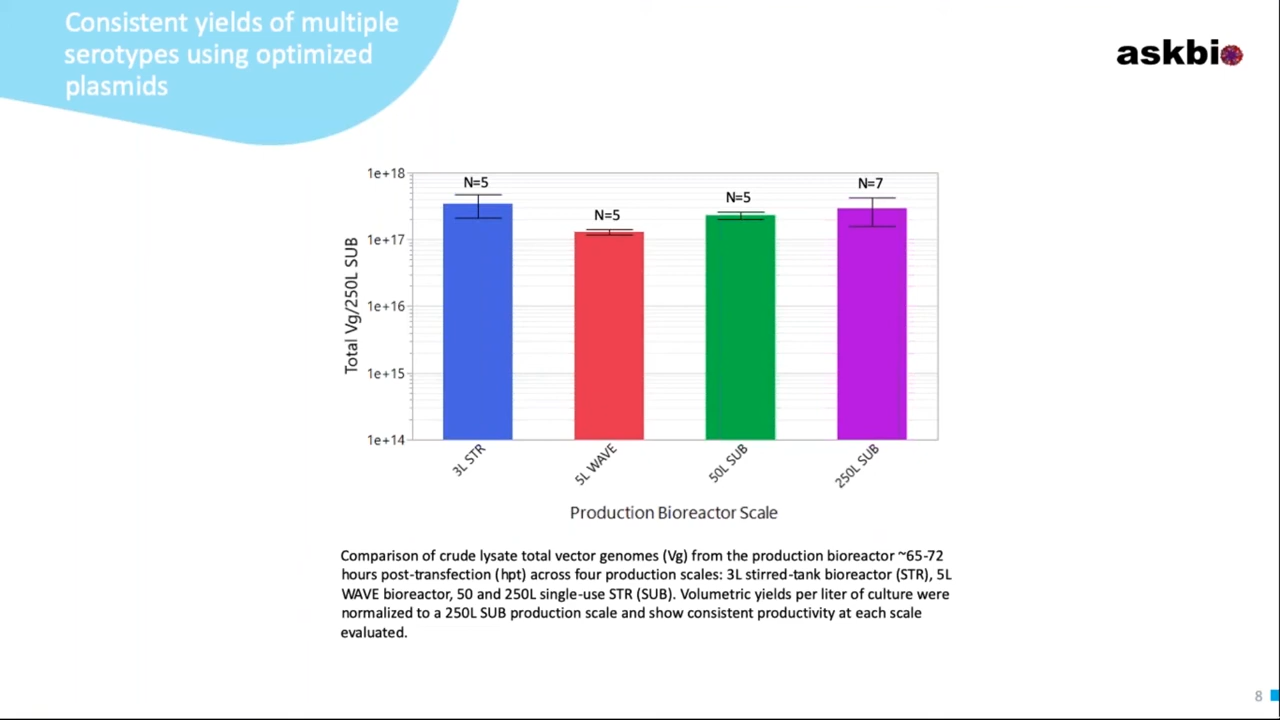 Consistent yields of multiple
serotypes using optimized
plasmids
askbio
1e+18
1e+17
1e+16
1e+15
1e+14
Total Vg/250L SUB
N=5
N=5
N=5
N=7
3L STR
5L WAVE
50L SUB
250L SUB
Production Bioreactor Scale
Comparison of crude lysate total vector genomes (Vg) from the production bioreactor ~65-72
hours post-transfection (hpt) across four production scales: 3L stirred-tank bioreactor (STR), 5L
WAVE bioreactor, 50 and 250L single-use STR (SUB). Volumetric yields per liter of culture were
normalized to a 250L SUB production scale and show consistent productivity at each scale
evaluated.
8